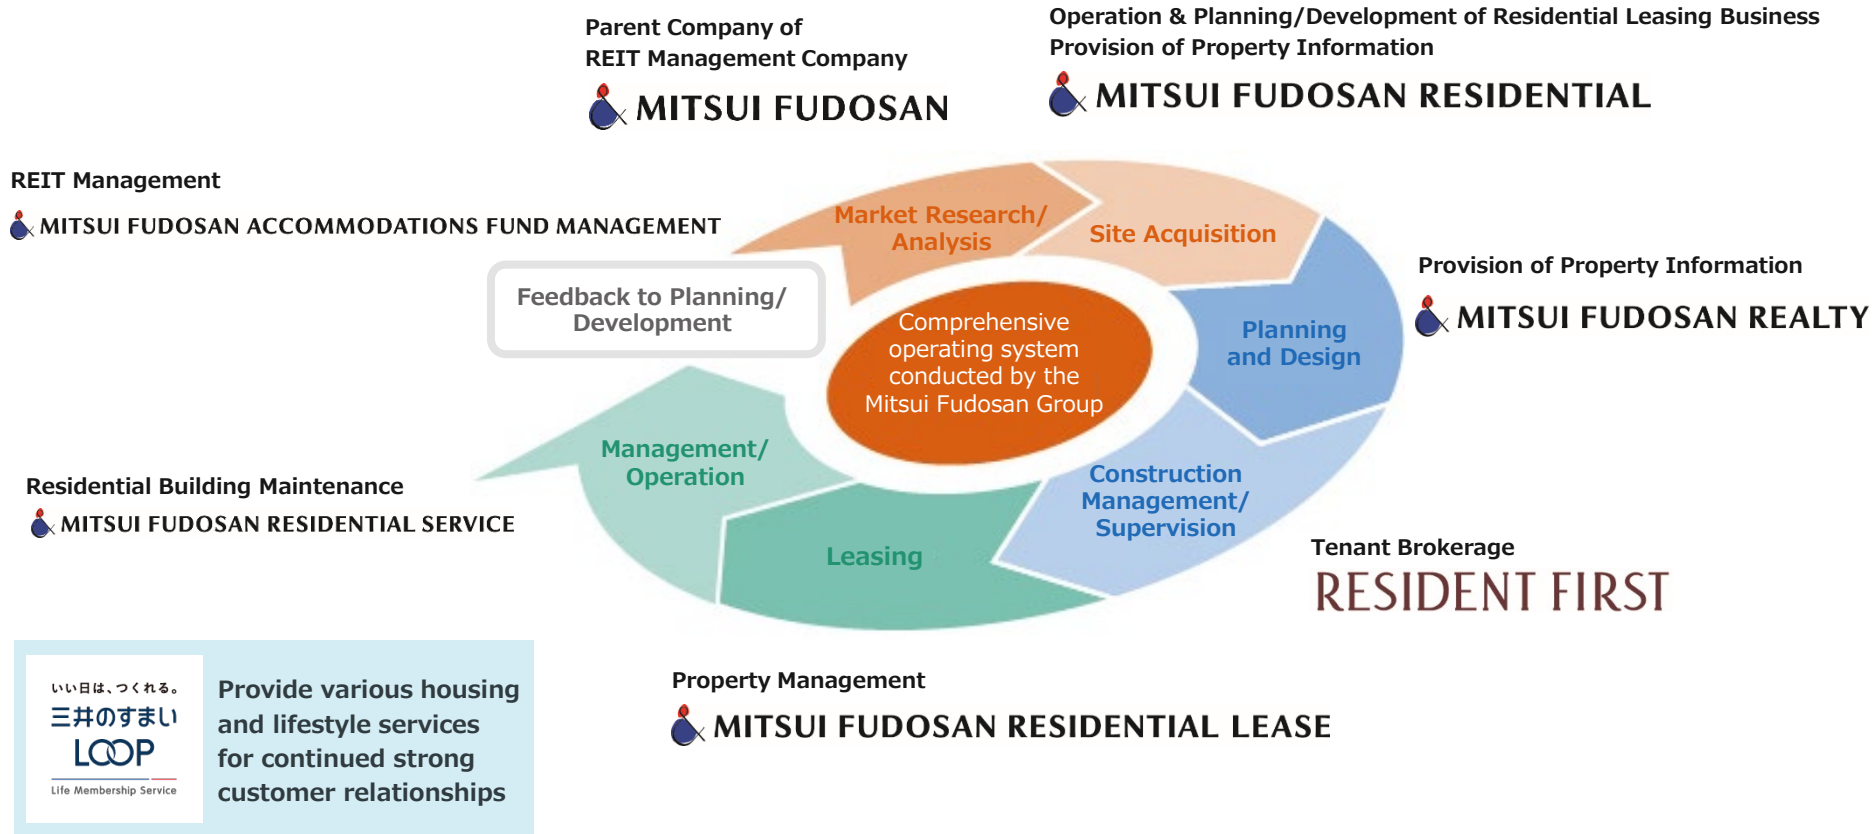 Parent Company of
REIT Management Company
MITSUI FUDOSAN
Operation & Planning/Development of Residential Leasing Business
Provision of Property Information
MITSUI FUDOSAN RESIDENTIAL
REIT Management
MITSUI FUDOSAN ACCOMMODATIONS FUND MANAGEMENT
Market Research/
Analysis
Site Acquisition
Provision of Property Information
MITSUI FUDOSAN REALTY
Feedback to Planning/
Development
Comprehensive
operating system
conducted by the
Mitsui Fudosan Group
Planning
and Design
Management/
Operation
Construction
Management/
Supervision
Leasing
Residential Building Maintenance
MITSUI FUDOSAN RESIDENTIAL SERVICE
Tenant Brokerage
RESIDENT FIRST
Property Management
MITSUI FUDOSAN RESIDENTIAL LEASE
いい日は、つくれる。
三井のすまい
LOOP
Life Membership Service
Provide various housing
and lifestyle services
for continued strong
customer relationships